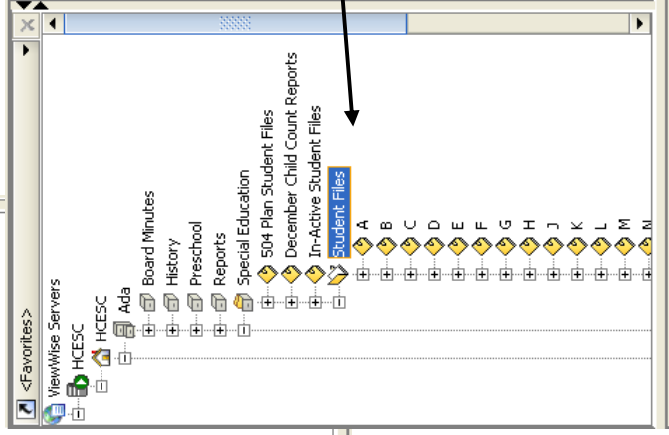 <Favorites>
ViewWise Servers
HCESC
HCESC
Ada
Board Minutes
History
Preschool
Reports
Special Education
504 Plan Student Files
December Child Count Reports
In-Active Student Files
Student Files
A
B
C
D
E
F
G
H
J
K
L
M
N